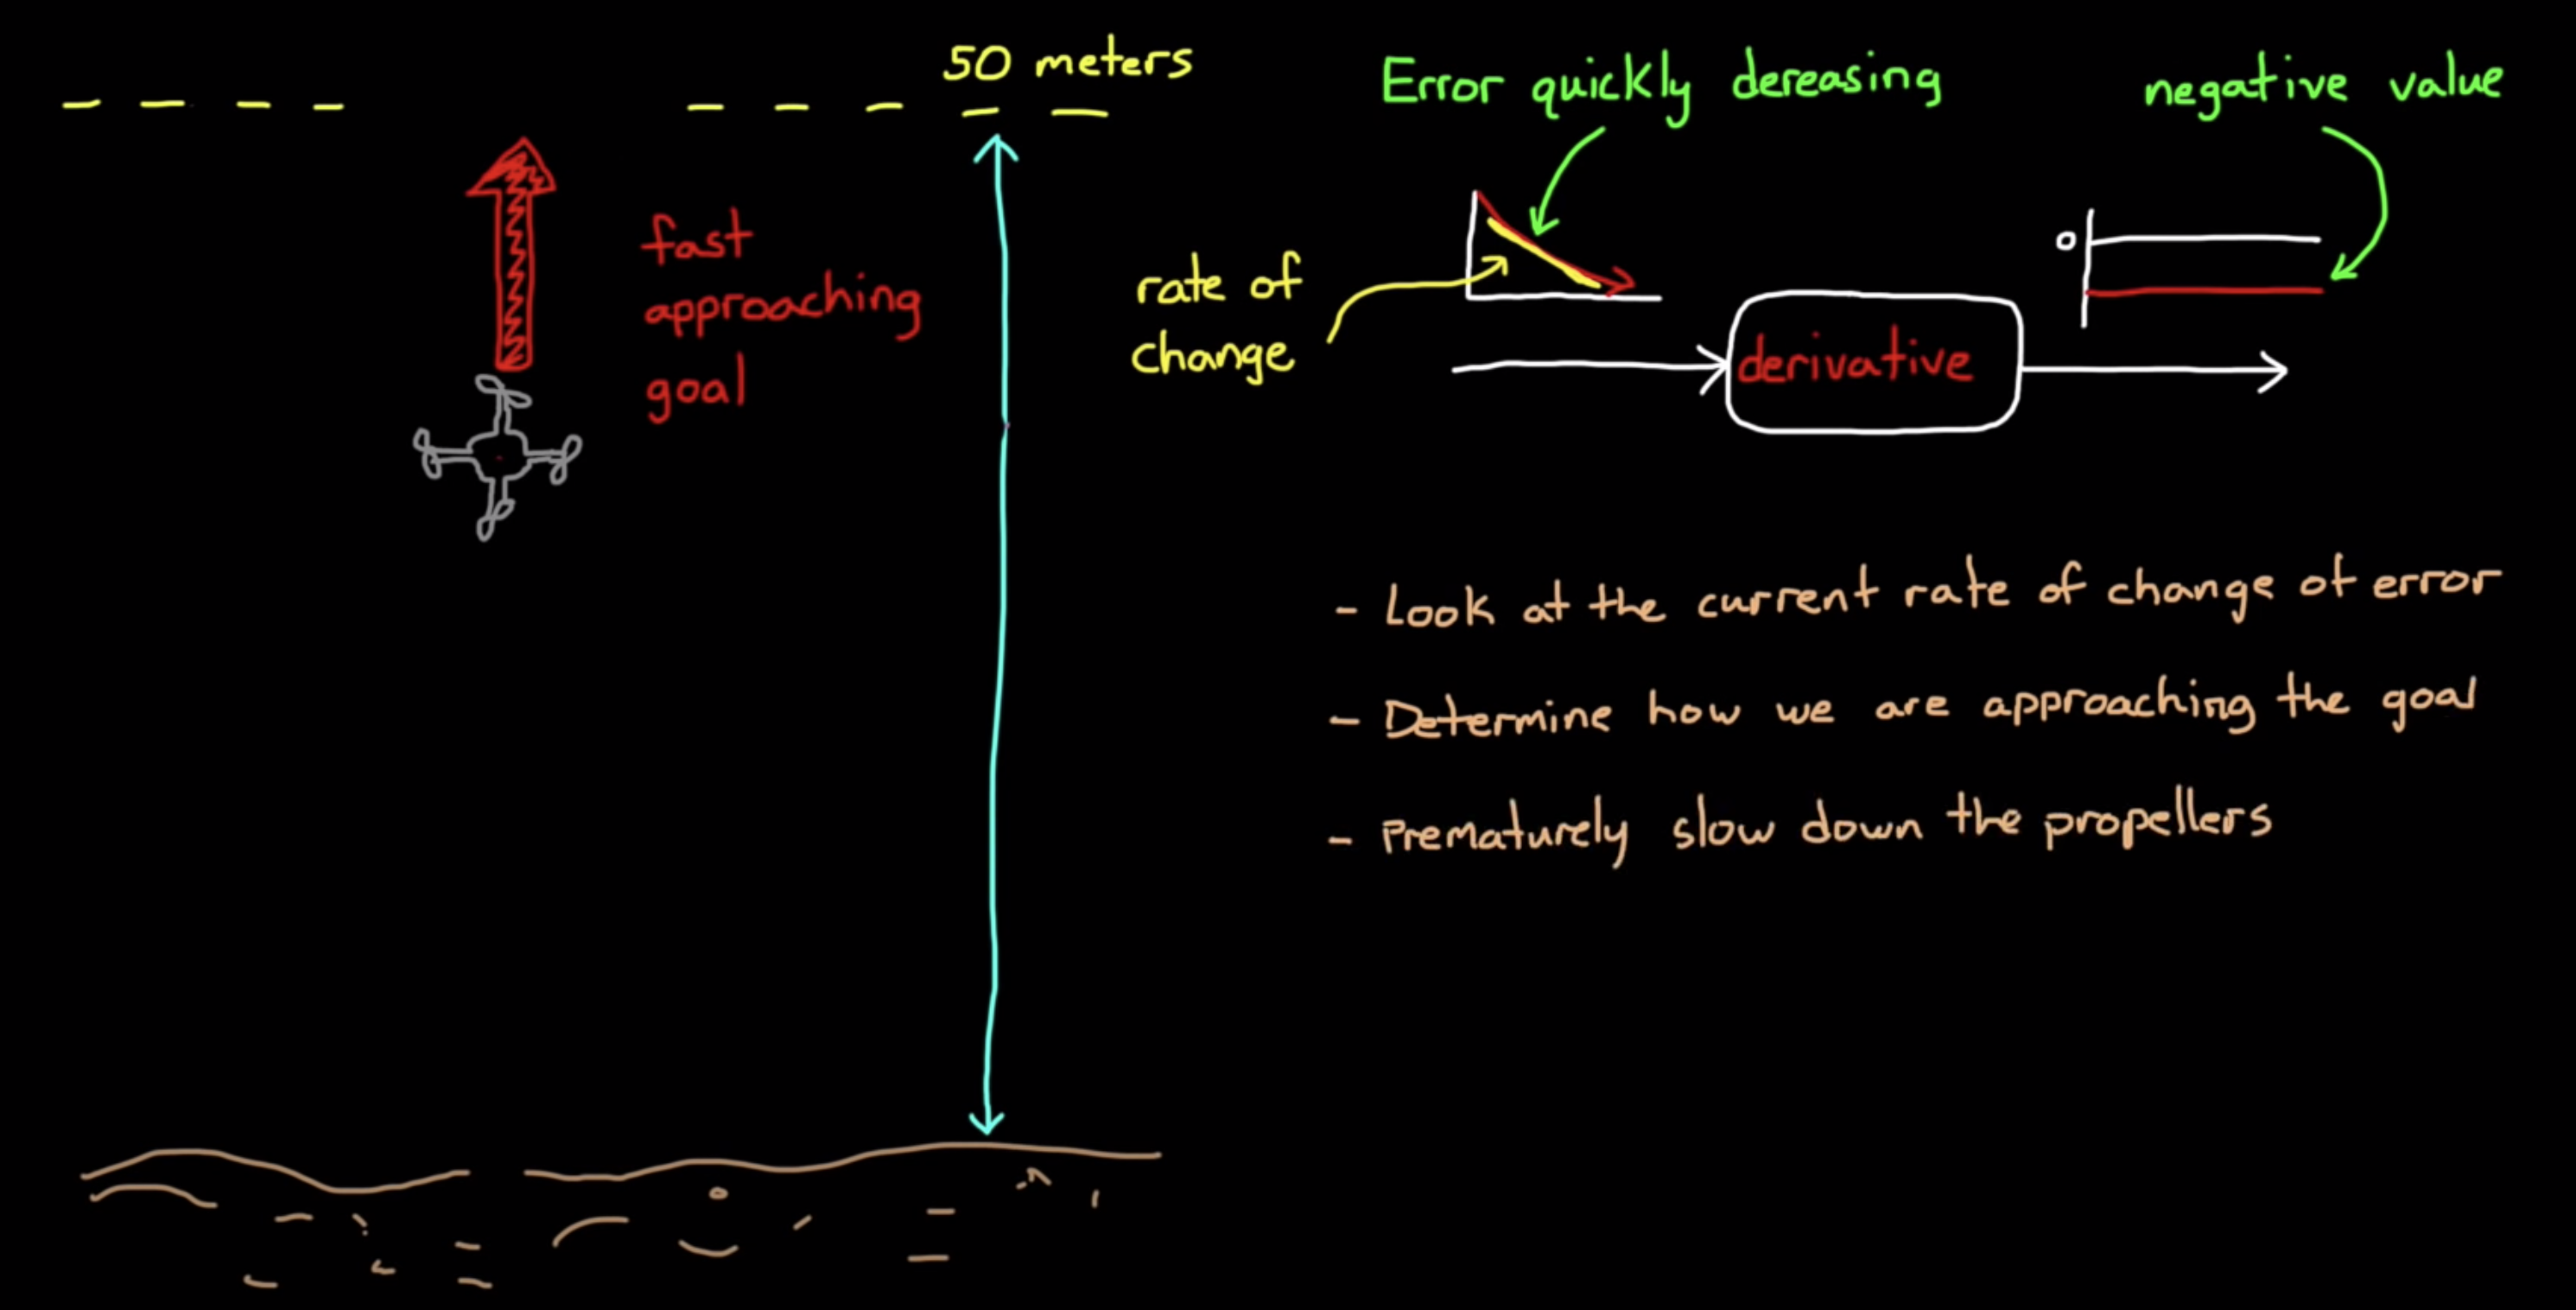 50 meters
Error quickly dereasing
negative value
fast
approaching
goal
rate of
change
0
derivative
- Look at the current rate of change of error
- Determine how we are approaching the goal
- Prematurely slow down the propellers